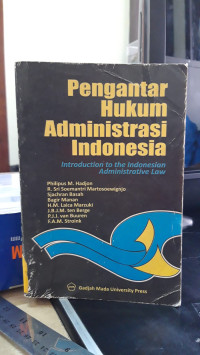 Pengantar
Hukum
Administrasi
Indonesia
Introduction to the Indonesian
Administrative Law
Philipus M. Hadjon
R. Sri Soemantri Martosoewignjo
Sjachran Basah
Bagir Manan
H.M. Laica Marzuki
J.B.J.M. ten Berge
P.J.J. van Buuren
F.A.M. Stroink
Gadjah Mada University Press